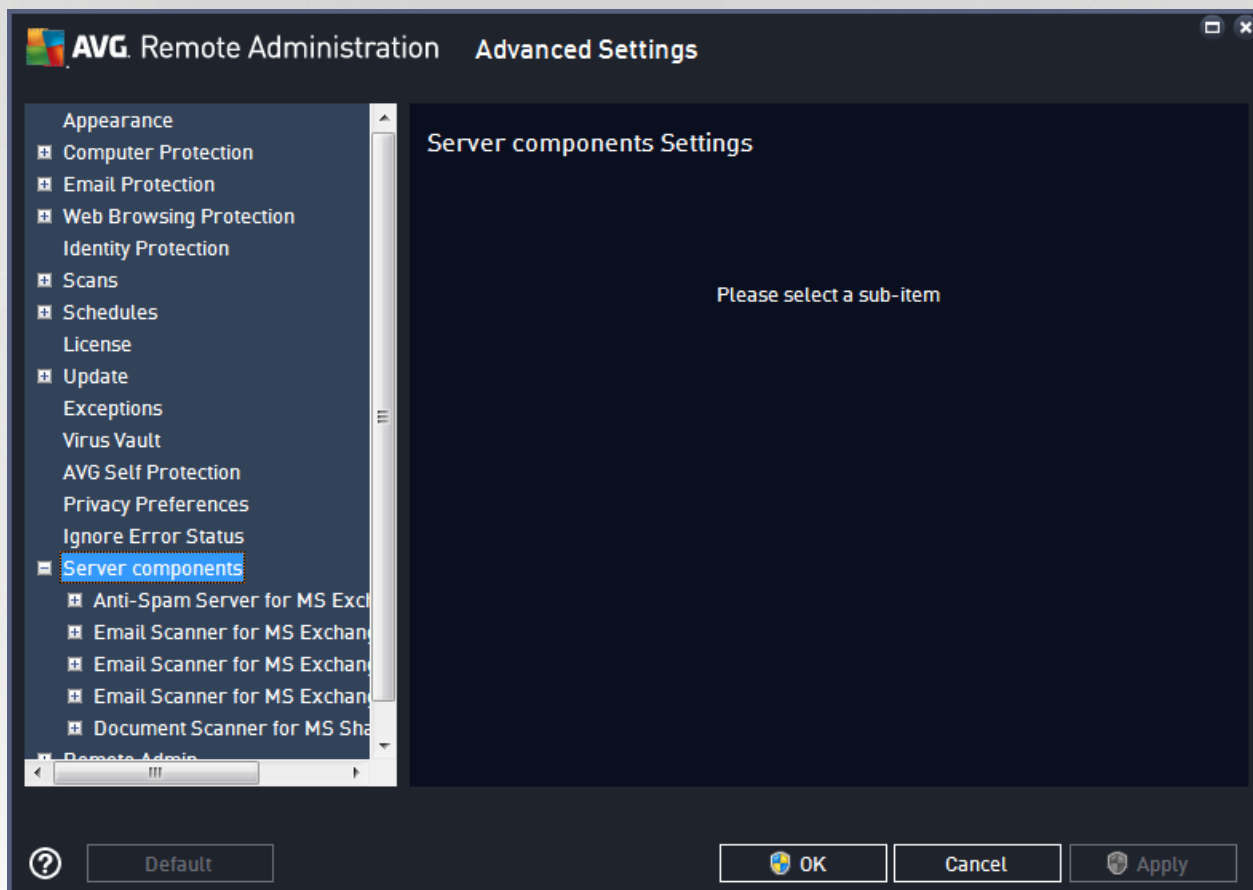 AVG. Remote Administration Advanced Settings
Appearance
Computer Protection
Email Protection
Web Browsing Protection
Identity Protection
Scans
Schedules
License
Update
Exceptions
Virus Vault
AVG Self Protection
Privacy Preferences
Ignore Error Status
Server components
Anti-Spam Server for MS Exch
Email Scanner for MS Exchan
Email Scanner for MS Exchan
Email Scanner for MS Exchan
Document Scanner for MS Sha
Remote Admin
Server components Settings
Please select a sub-item
Default
OK
Cancel
Apply